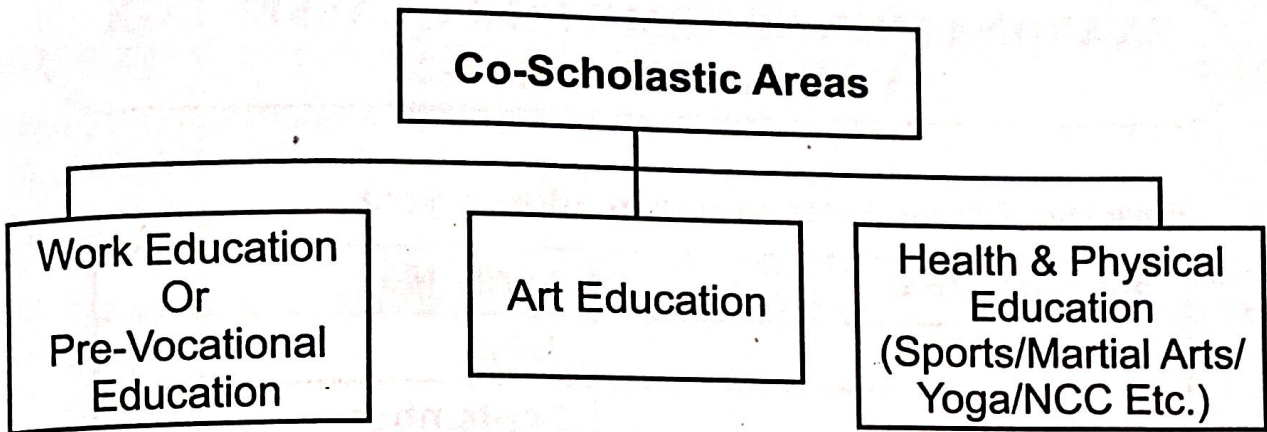 Co-Scholastic Areas
Work Education
Or
Pre-Vocational
Education
Art Education
Health & Physical
Education
(Sports/Martial Arts/
Yoga/NCC Etc.)